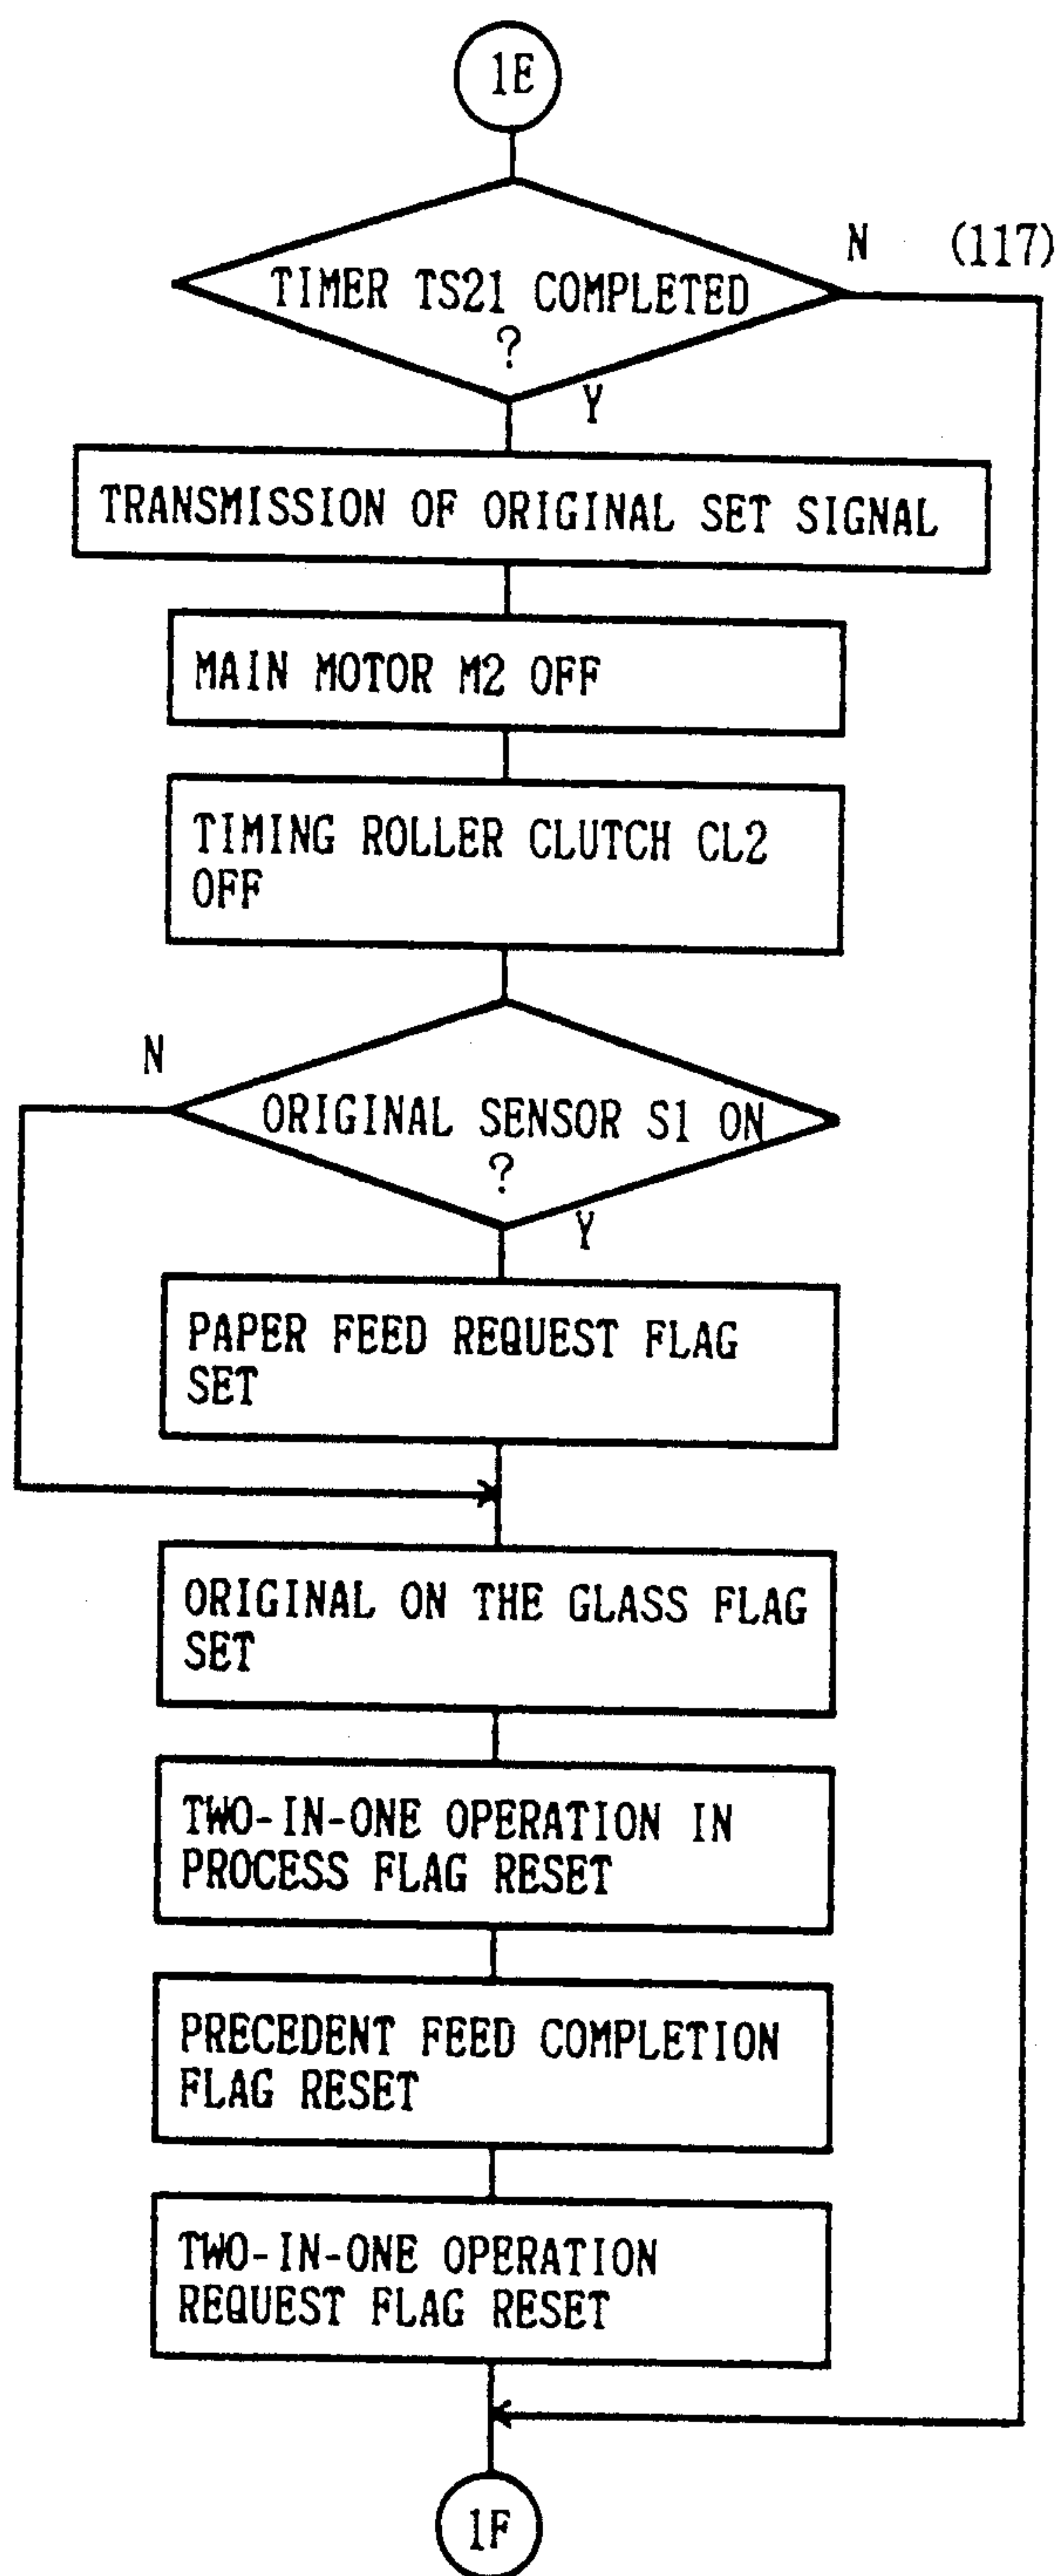 1E
N (117)
TIMER TS21 COMPLETED
?
Y
TRANSMISSION OF ORIGINAL SET SIGNAL
MAIN MOTOR M2 OFF
TIMING ROLLER CLUTCH CL2
OFF
N
ORIGINAL SENSOR S1 ON
?
Y
PAPER FEED REQUEST FLAG
SET
ORIGINAL ON THE GLASS FLAG
SET
TWO-IN-ONE OPERATION IN
PROCESS FLAG RESET
PRECEDENT FEED COMPLETION
FLAG RESET
TWO-IN-ONE OPERATION
REQUEST FLAG RESET
1F